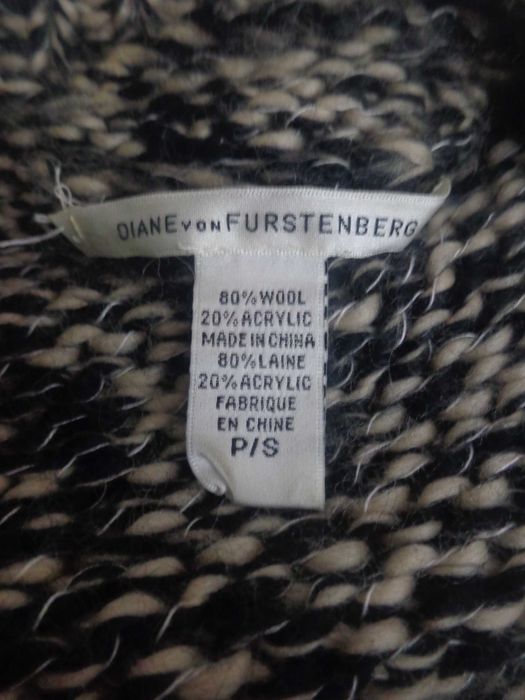 DIANE VON FURSTENBERG
80% WOOL
20% ACRYLIC
MADE IN CHINA
80% LAINE
20% ACRYLIC
FABRIQUE
EN CHINE
P/S